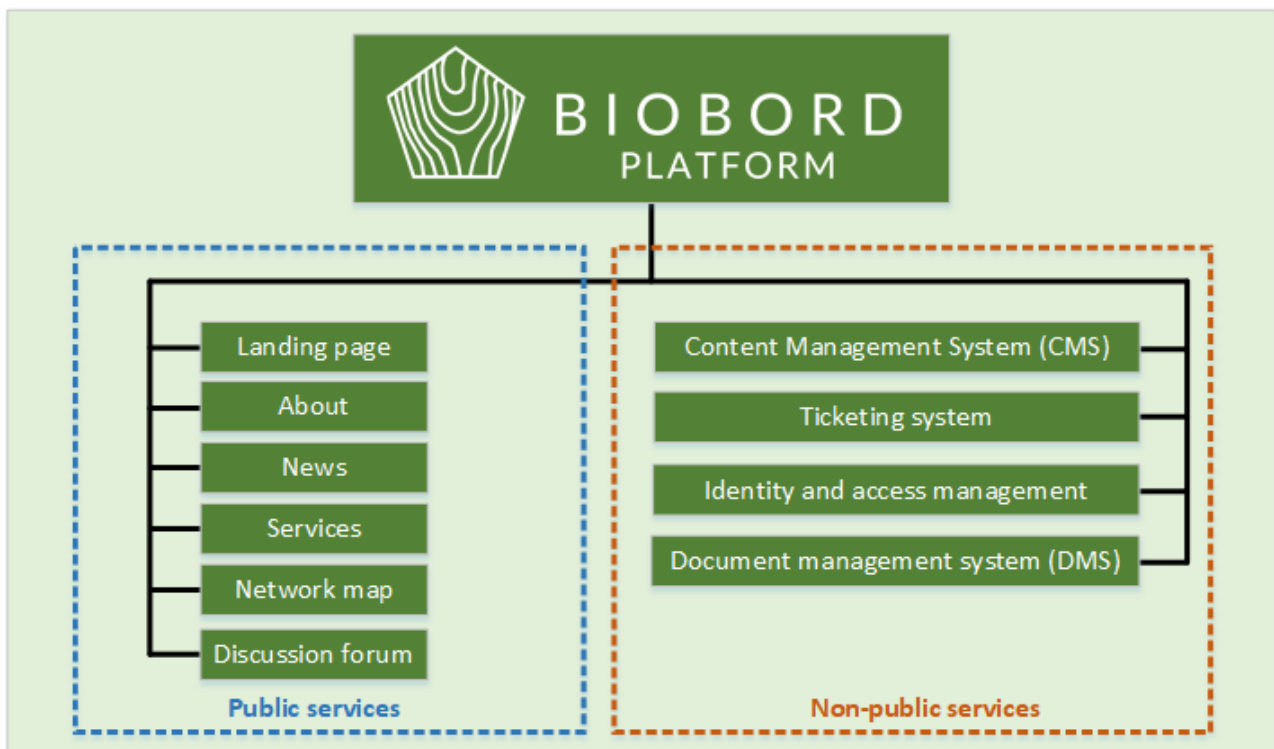 BIOBORD
PLATFORM
Landing page
About
News
Services
Network map
Discussion forum
Public services
Content Management System (CMS)
Ticketing system
Identity and access management
Document management system (DMS)
Non-public services